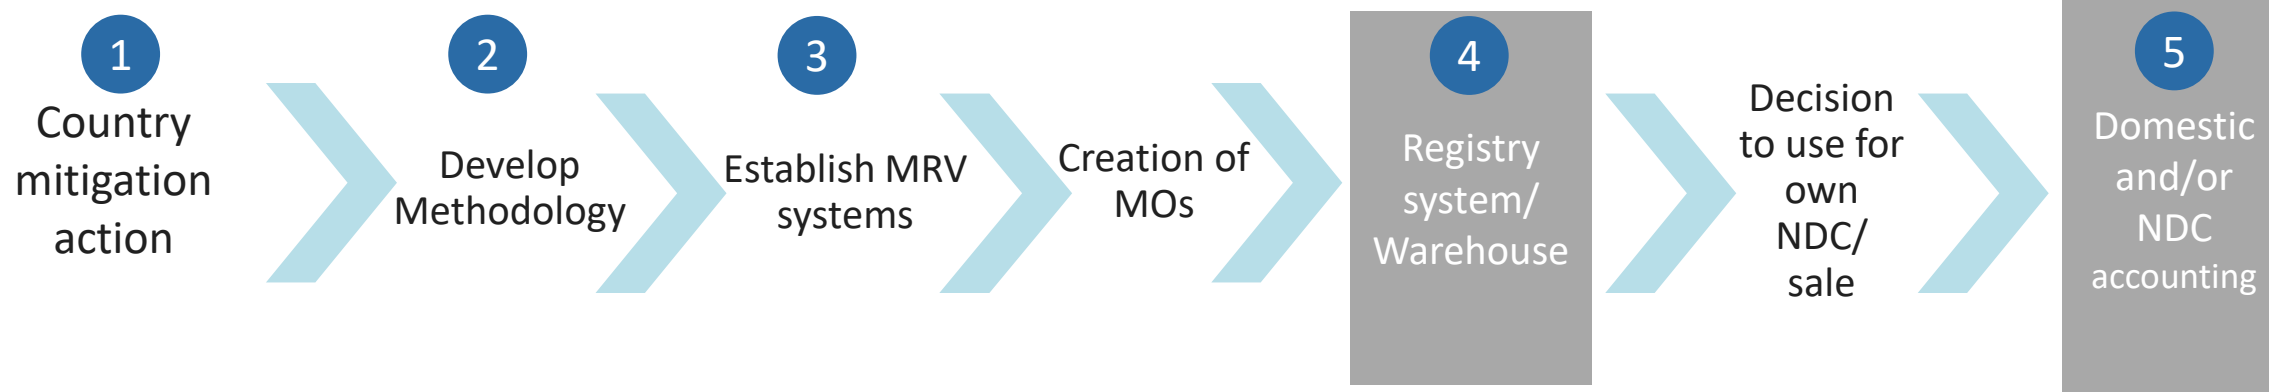 1
Country
mitigation
action
2
Develop
Methodology
3
Establish MRV
systems
Creation of
MOs
4
Registry
system/
Warehouse
Decision
to use for
own
NDC/
sale
5
Domestic
and/or
NDC
accounting